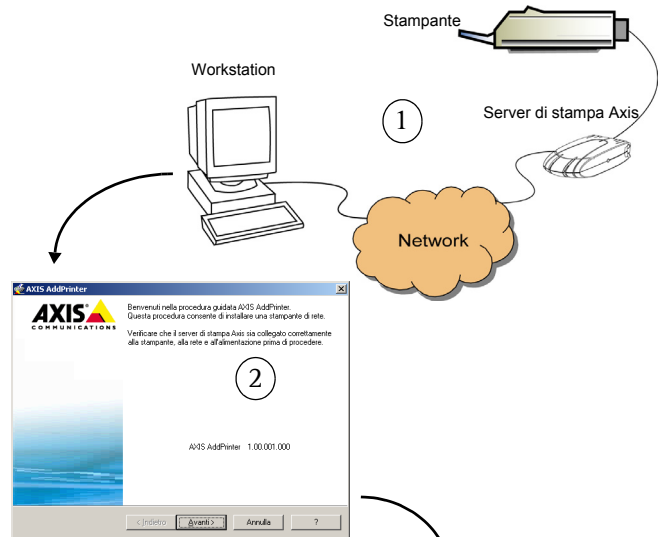 Stampante
Workstation
1
Server di stampa Axis
Network
AXIS AddPrinter
AXIS
COMMUNICATIONS
Benvenuti nella procedura guidata AXIS AddPrinter.
Questa procedura consente di installare una stampante di rete.
Verificare che il server di stampa Axis sia collegato correttamente
alla stampante, alla rete e all'alimentazione prima di procedere.
2
AXIS AddPrinter 1.00.001.000
< Indietro Avanti > Annulla ?